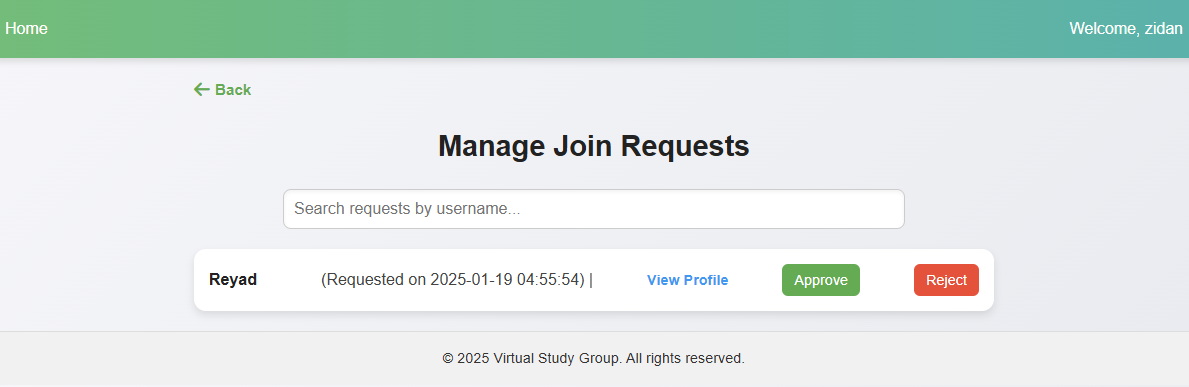 Home Welcome, zidan
← Back
Manage Join Requests
Search requests by username...
Reyad (Requested on 2025-01-19 04:55:54) | View Profile Approve Reject
© 2025 Virtual Study Group. All rights reserved.